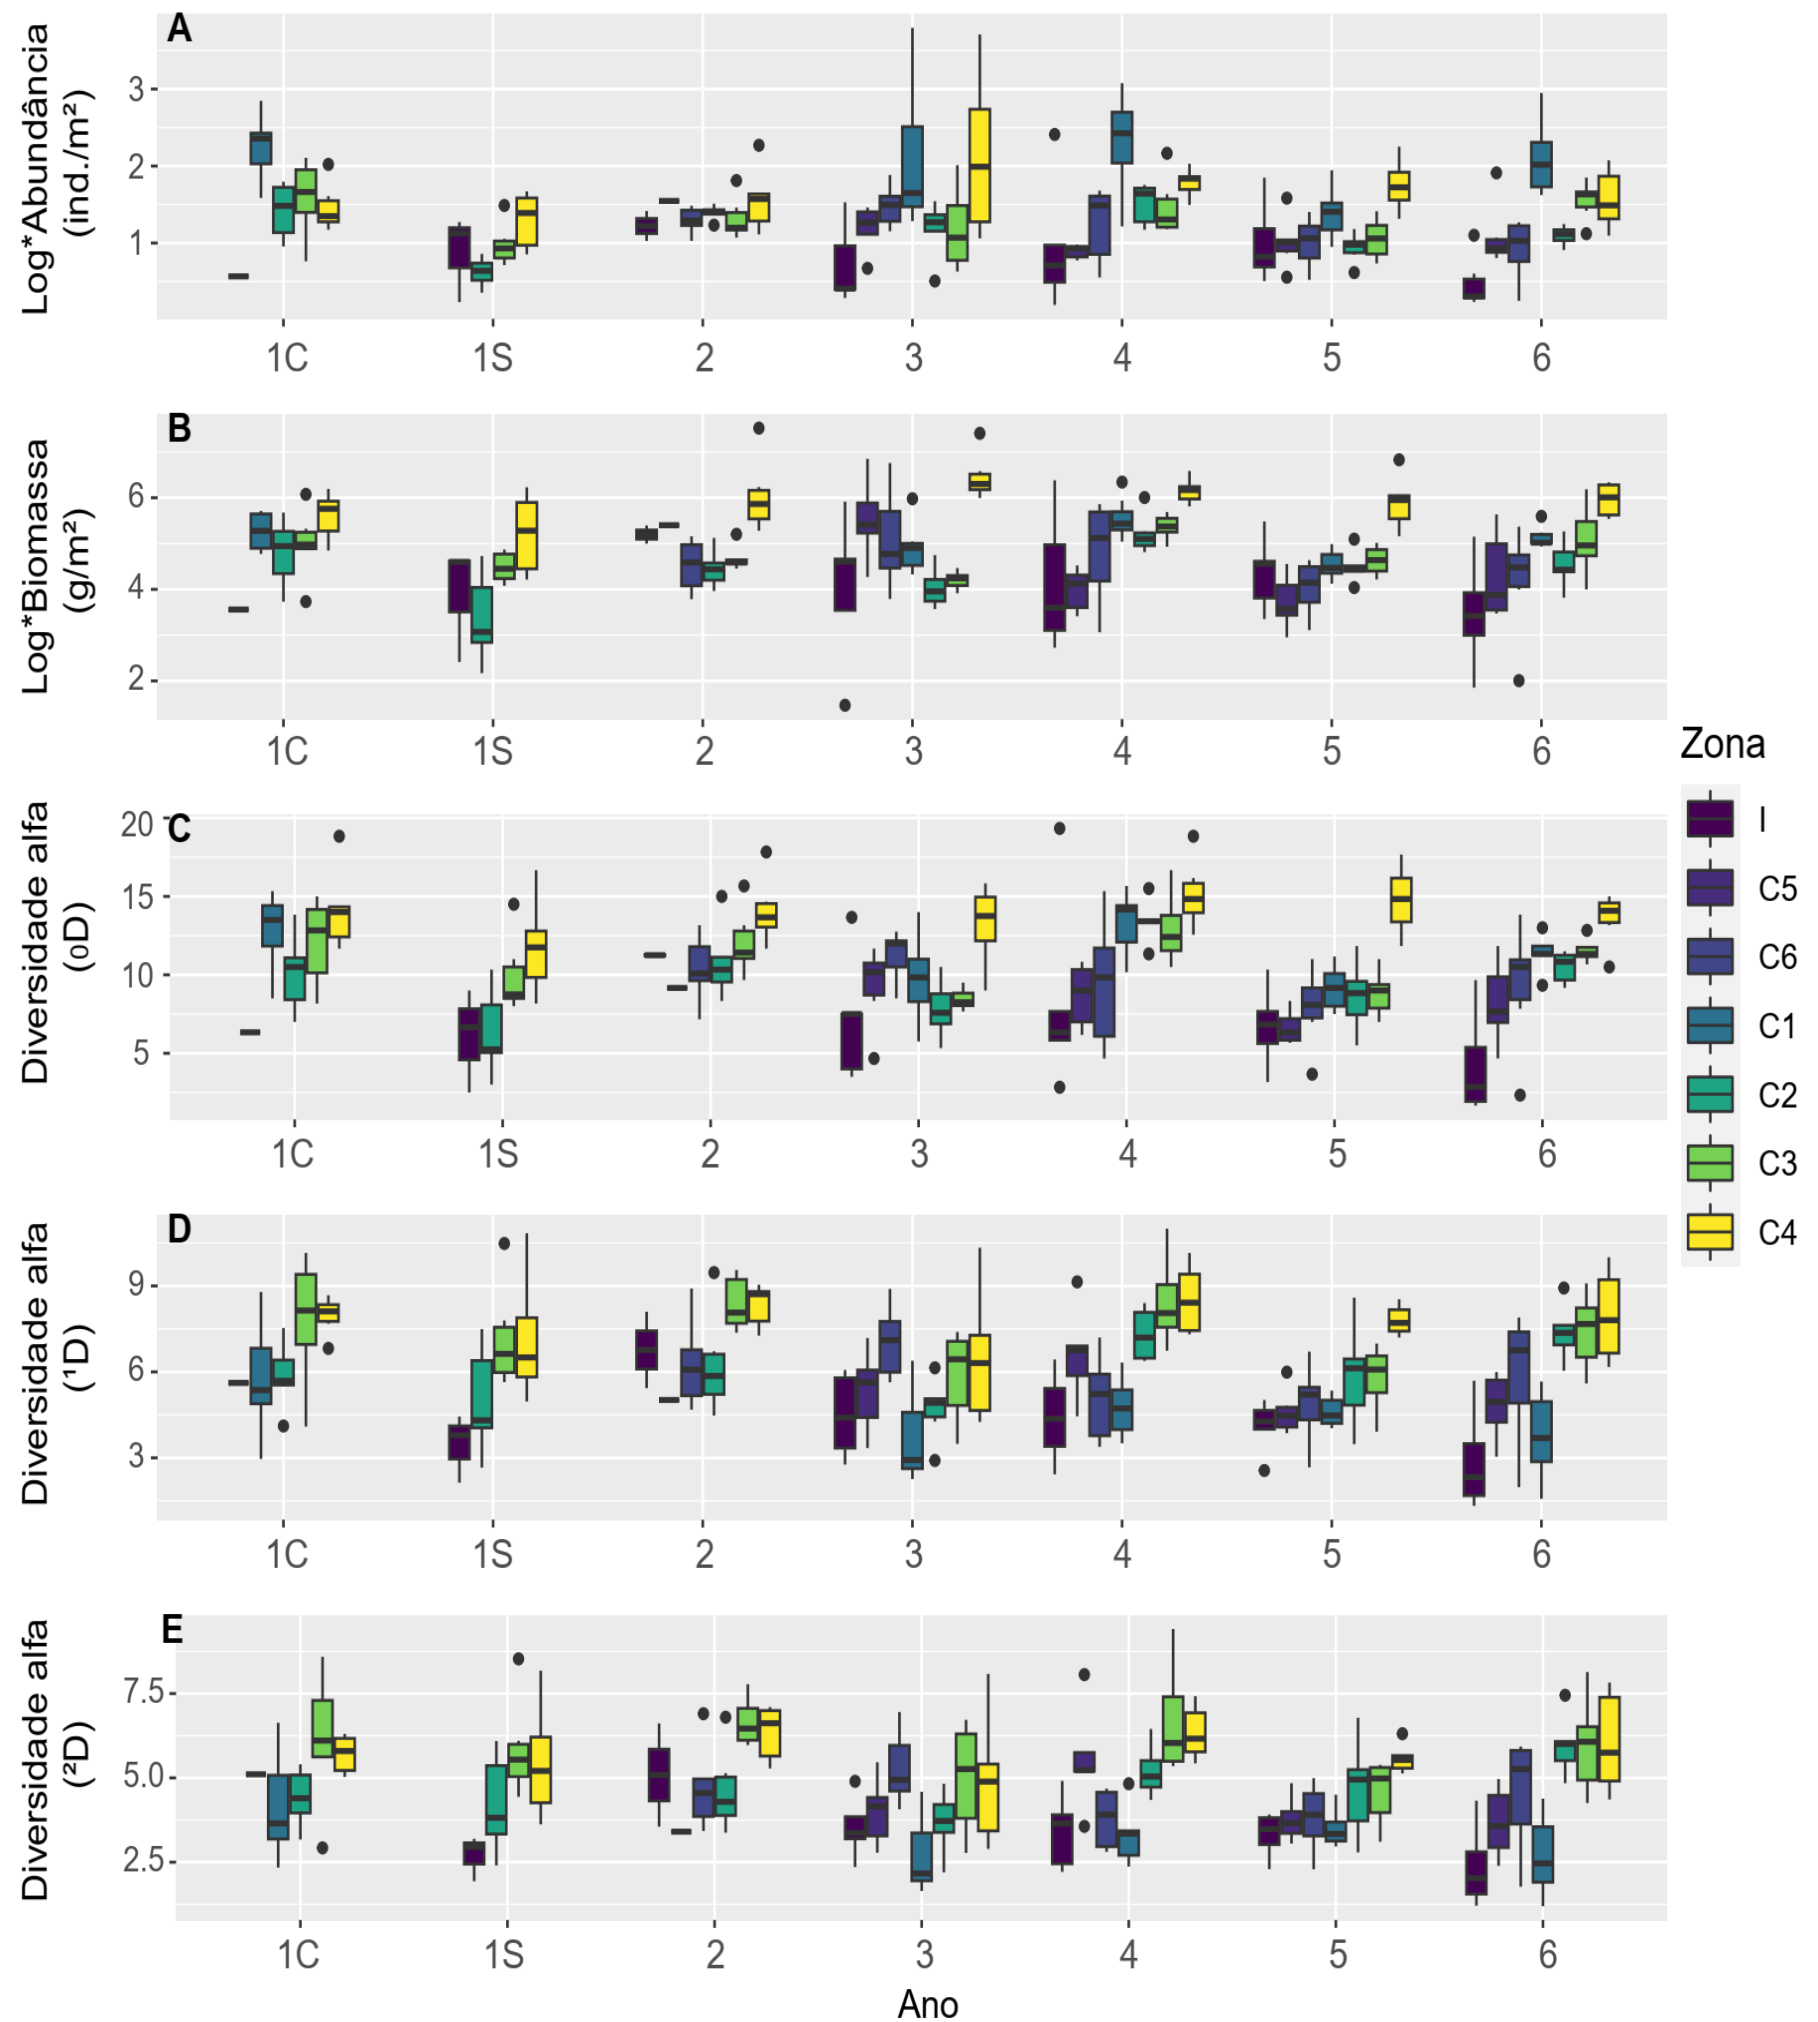 A
Log*Abundância
(ind./m²)
3
2
1
1C 1S 2 3 4 5 6
B
Log*Biomassa
(g/m²)
6
4
2
1C 1S 2 3 4 5 6
Zona
I
C5
C6
C1
C2
C3
C4
C
Diversidade alfa
(₀D)
20
15
10
5
1C 1S 2 3 4 5 6
D
Diversidade alfa
(¹D)
9
6
3
1C 1S 2 3 4 5 6
E
Diversidade alfa
(²D)
7.5
5.0
2.5
1C 1S 2 3 4 5 6
Ano